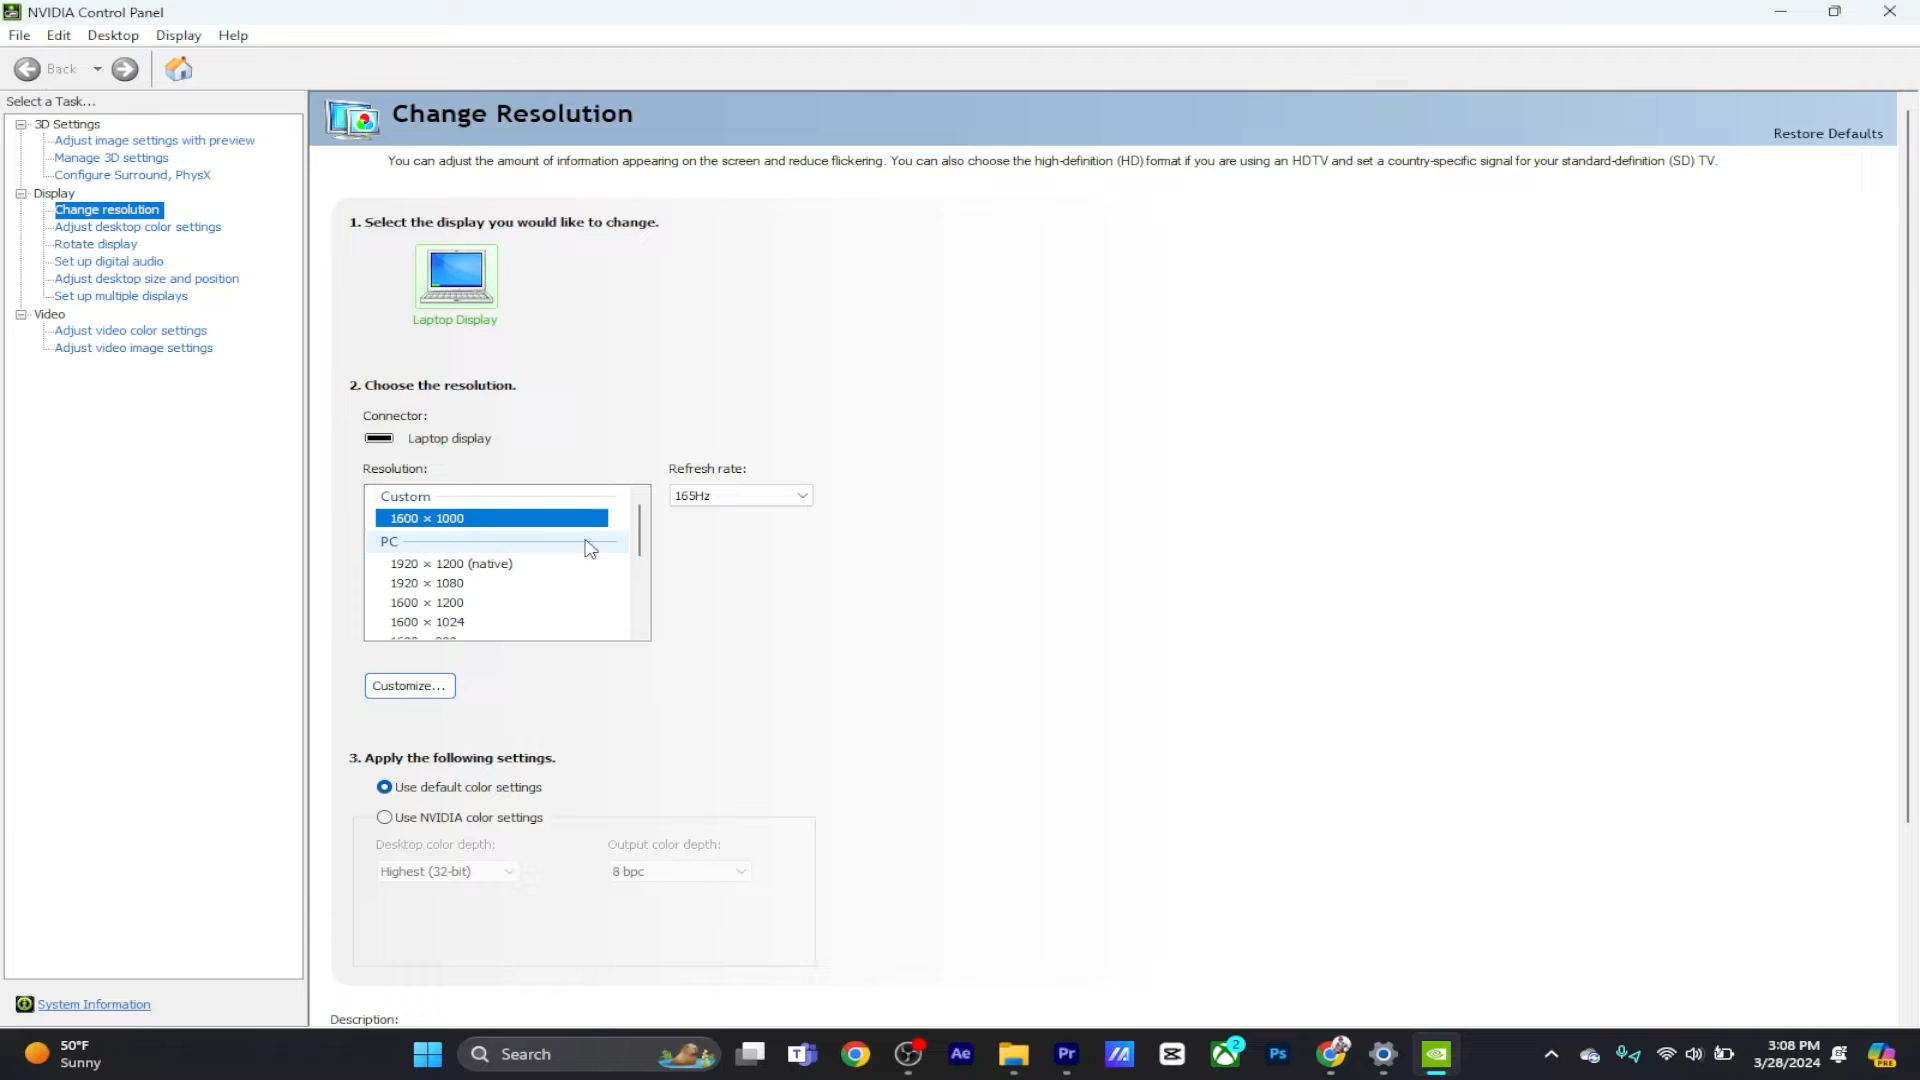 NVIDIA Control Panel
File Edit Desktop Display Help
Back
Select a Task...
3D Settings
Adjust image settings with preview
Manage 3D settings
Configure Surround, PhysX
Display
Change resolution
Adjust desktop color settings
Rotate display
Set up digital audio
Adjust desktop size and position
Set up multiple displays
Video
Adjust video color settings
Adjust video image settings
System Information
Change Resolution
Restore Defaults
You can adjust the amount of information appearing on the screen and reduce flickering. You can also choose the high-definition (HD) format if you are using an HDTV and set a country-specific signal for your standard-definition (SD) TV.
1. Select the display you would like to change.
Laptop Display
2. Choose the resolution.
Connector:
Laptop display
Resolution:
Refresh rate:
165Hz
Custom
1600 × 1000
PC
1920 × 1200 (native)
1920 × 1080
1600 × 1200
1600 × 1024
Customize...
3. Apply the following settings.
Use default color settings
Use NVIDIA color settings
Desktop color depth:
Output color depth:
Highest (32-bit)
8 bpc
Description:
50°F
Sunny
Search
T
Ae
Pr
2
Ps
3:08 PM
3/28/2024
PRE